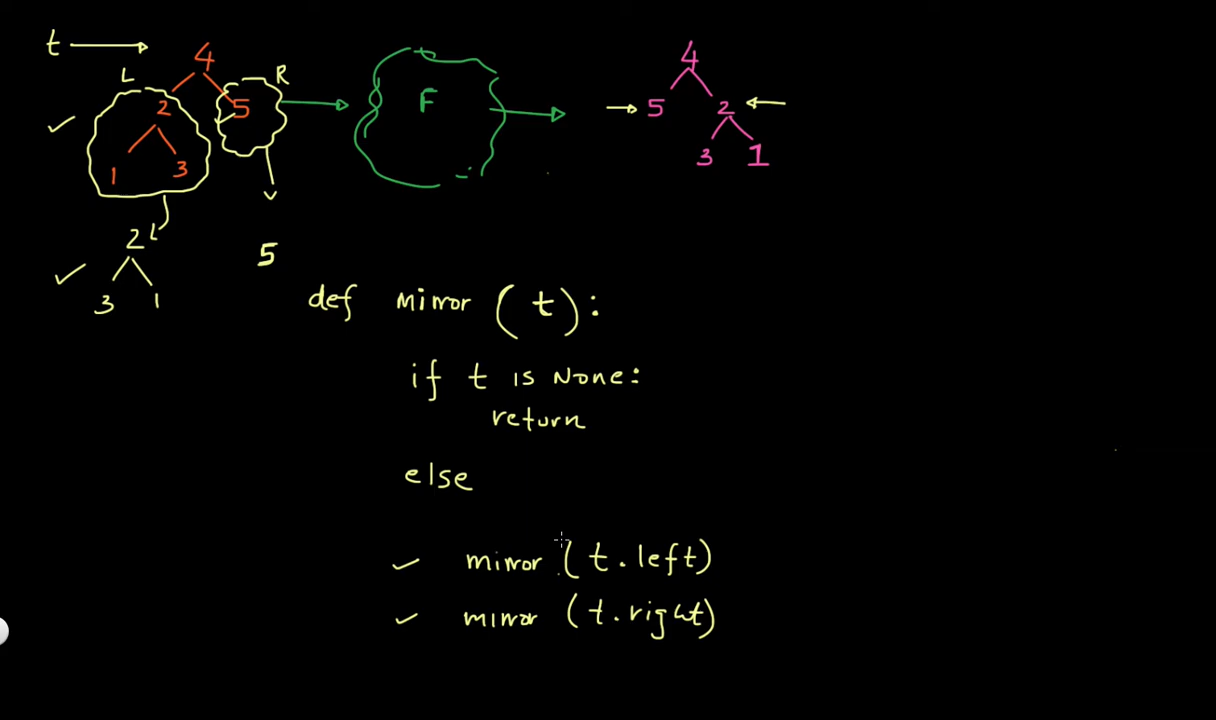 t
4
L
R
2
5
1
3
F
4
5
2
3
1
2
3
1
5
def mirror (t):
if t is None:
return
else
mirror (t.left)
mirror (t.right)